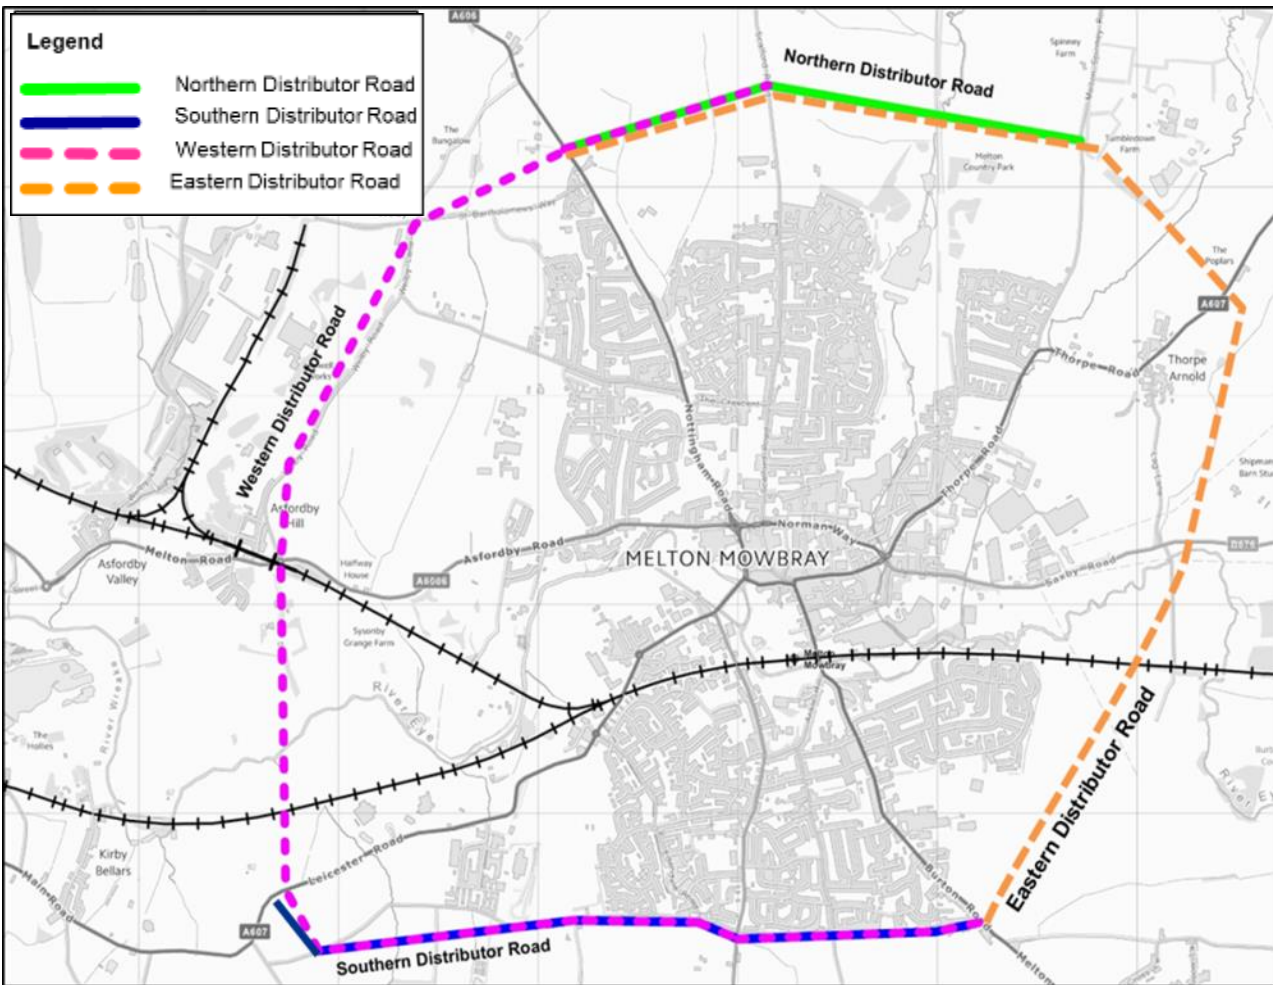 Legend
Northern Distributor Road
Southern Distributor Road
Western Distributor Road
Eastern Distributor Road
A606
Northern Distributor Road
Spinney
Farm
The
Bungalow
Tumbledown
Farm
Melton
Country Park
The
Poplars
A607
Thorpe Road
Thorpe
Arnold
Western Distributor Road
Nottingham Road
Thorpe Road
Asfordby
Hill
Norman Way
Asfordby Road
MELTON MOWBRAY
Melton Road
Asfordby
Valley
Halfway
House
A6006
Saxby Road
B676
Sysonby
Grange Farm
Melton
Mowbray
River Eye
River Wreake
The
Hollies
Eastern Distributor Road
Kirby
Bellars
Leicester Road
Main Road
Burton Road
A607
Southern Distributor Road
Melton